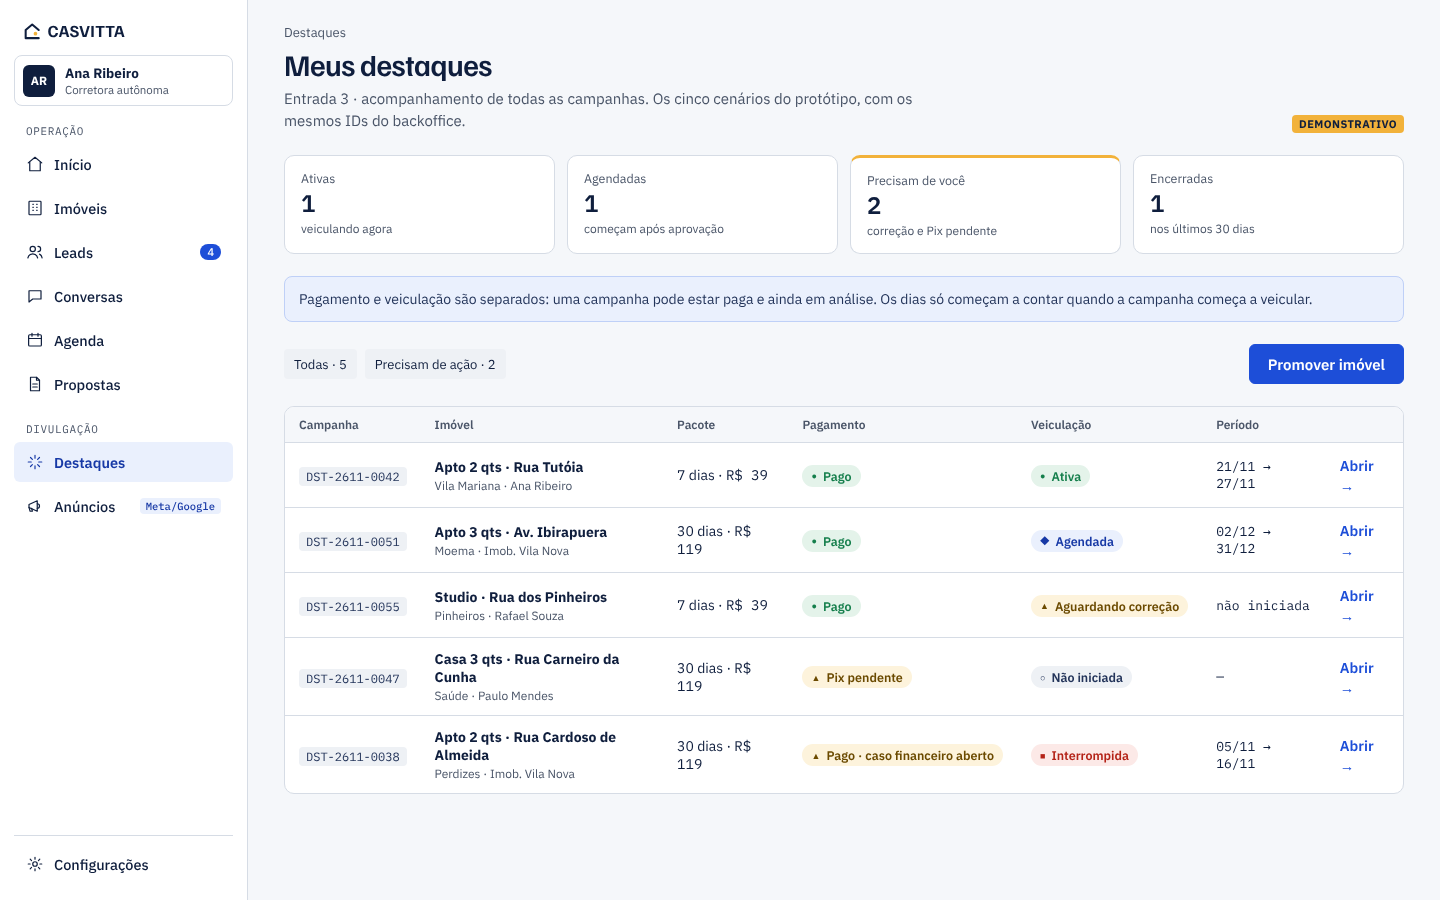 CASVITTA
AR
Ana Ribeiro
Corretora autônoma
OPERAÇÃO
Início
Imóveis
Leads 4
Conversas
Agenda
Propostas
DIVULGAÇÃO
Destaques
Anúncios Meta/Google
Configurações
Destaques
Meus destaques
Entrada 3 · acompanhamento de todas as campanhas. Os cinco cenários do protótipo, com os
mesmos IDs do backoffice.
DEMONSTRATIVO
Ativas
1
veiculando agora
Agendadas
1
começam após aprovação
Precisam de você
2
correção e Pix pendente
Encerradas
1
nos últimos 30 dias
Pagamento e veiculação são separados: uma campanha pode estar paga e ainda em análise. Os dias só começam a contar quando a campanha começa a veicular.
Todas · 5
Precisam de ação · 2
Promover imóvel
Campanha Imóvel Pacote Pagamento Veiculação Período
DST-2611-0042
Apto 2 qts · Rua Tutóia
Vila Mariana · Ana Ribeiro
7 dias · R$ 39
Pago
Ativa
21/11 →
27/11
Abrir
→
DST-2611-0051
Apto 3 qts · Av. Ibirapuera
Moema · Imob. Vila Nova
30 dias · R$
119
Pago
Agendada
02/12 →
31/12
Abrir
→
DST-2611-0055
Studio · Rua dos Pinheiros
Pinheiros · Rafael Souza
7 dias · R$ 39
Pago
Aguardando correção
não iniciada
Abrir
→
DST-2611-0047
Casa 3 qts · Rua Carneiro da
Cunha
Saúde · Paulo Mendes
30 dias · R$
119
Pix pendente
Não iniciada
—
Abrir
→
DST-2611-0038
Apto 2 qts · Rua Cardoso de
Almeida
Perdizes · Imob. Vila Nova
30 dias · R$
119
Pago · caso financeiro aberto
Interrompida
05/11 →
16/11
Abrir
→